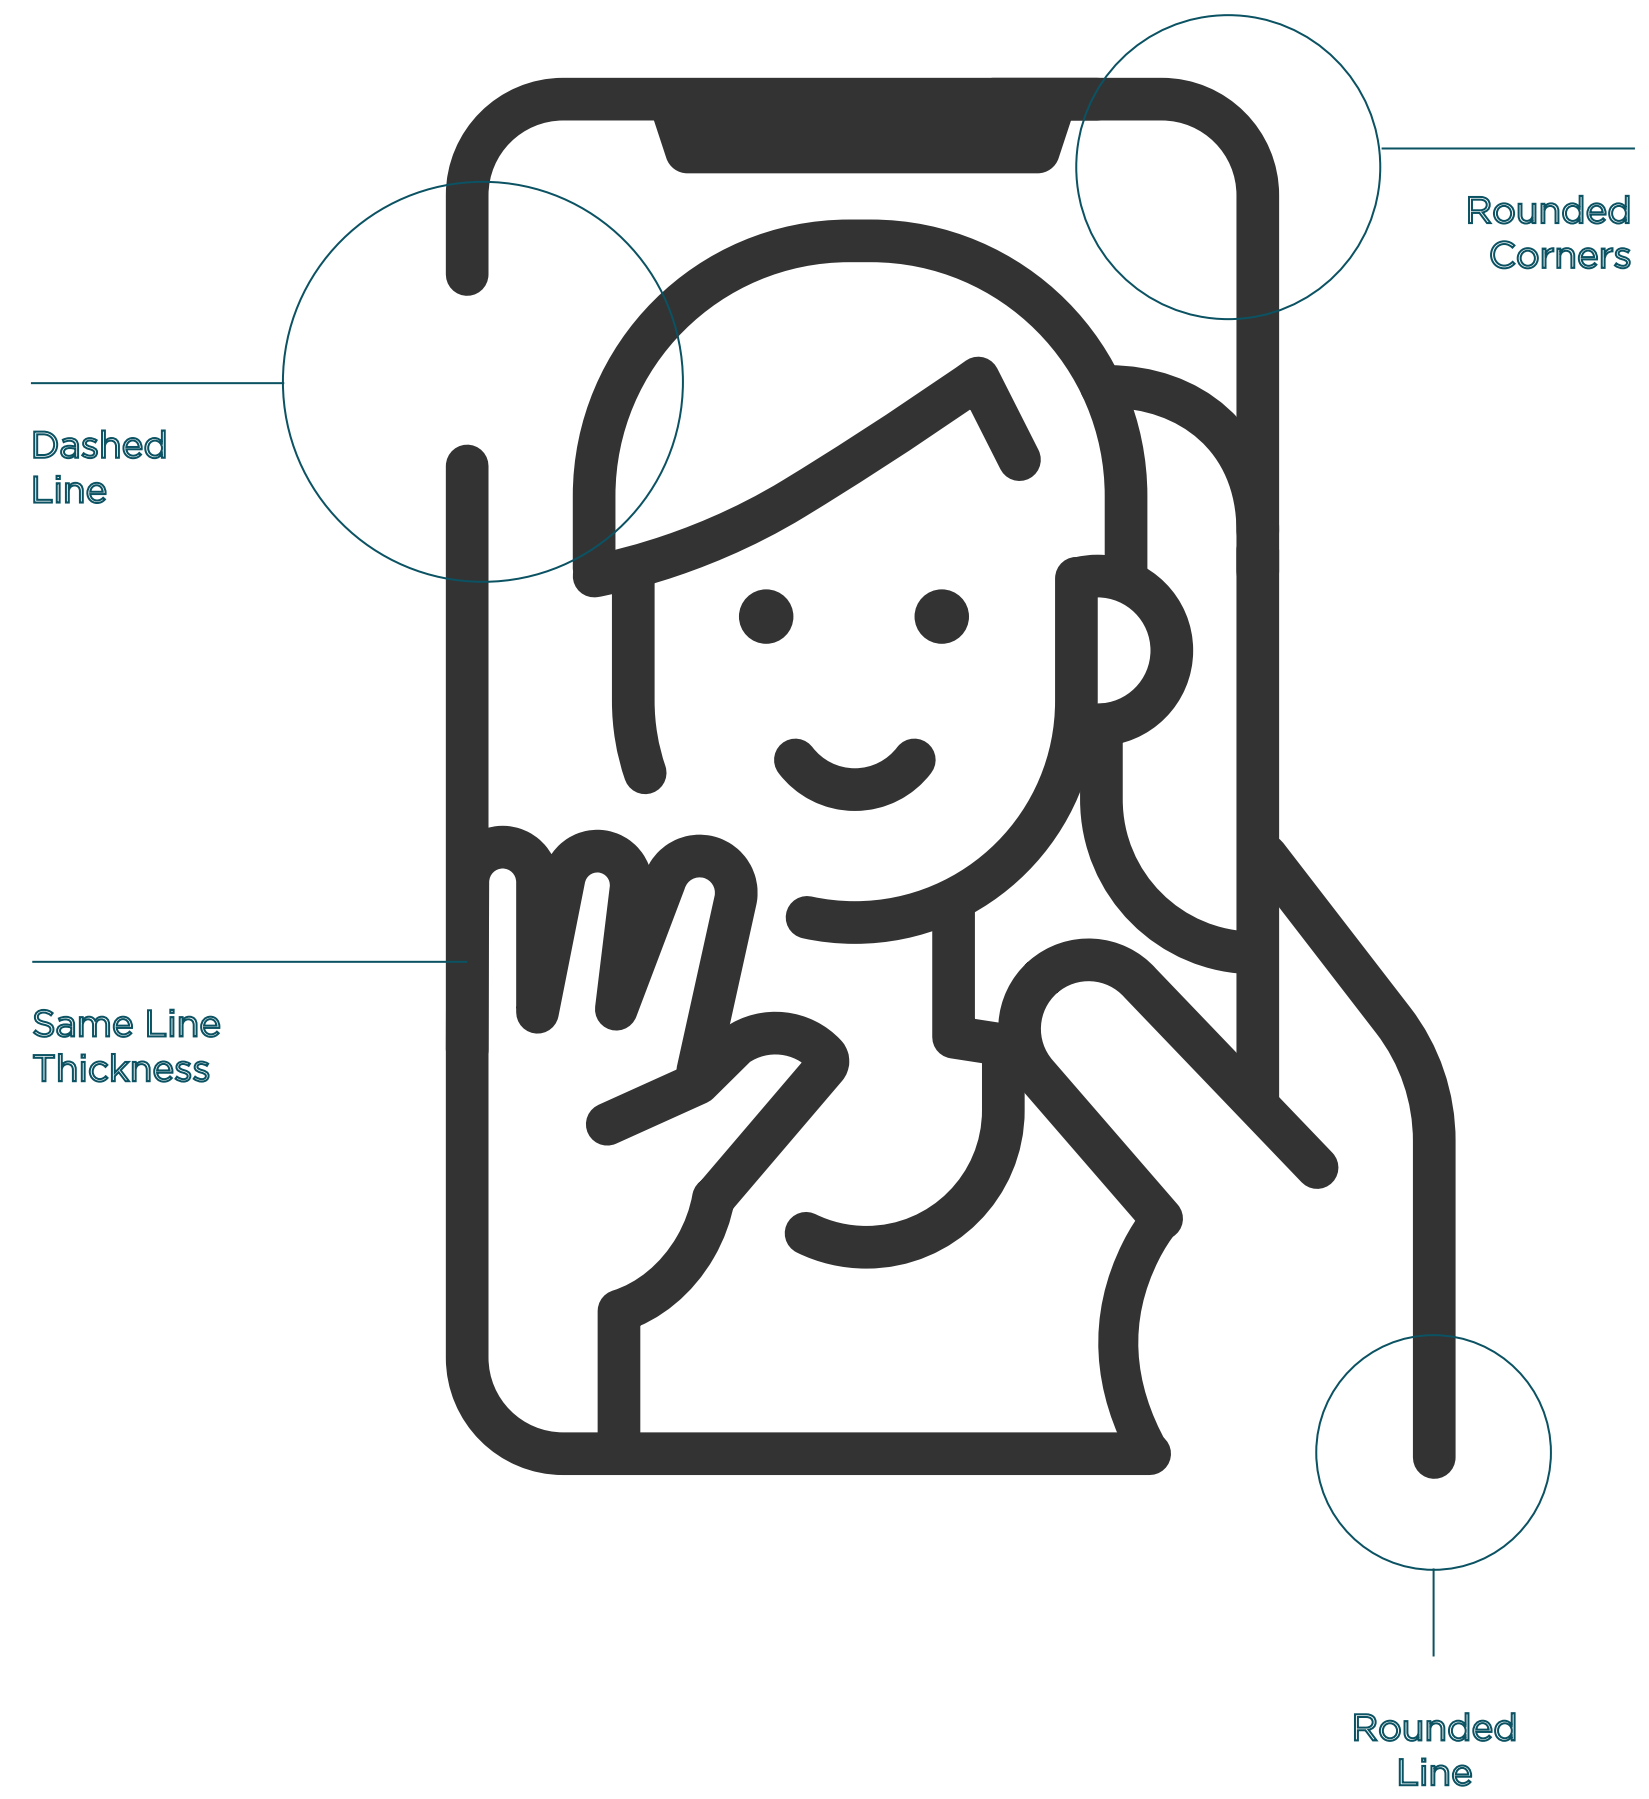 Rounded
Corners
Dashed
Line
Same Line
Thickness
Rounded
Line